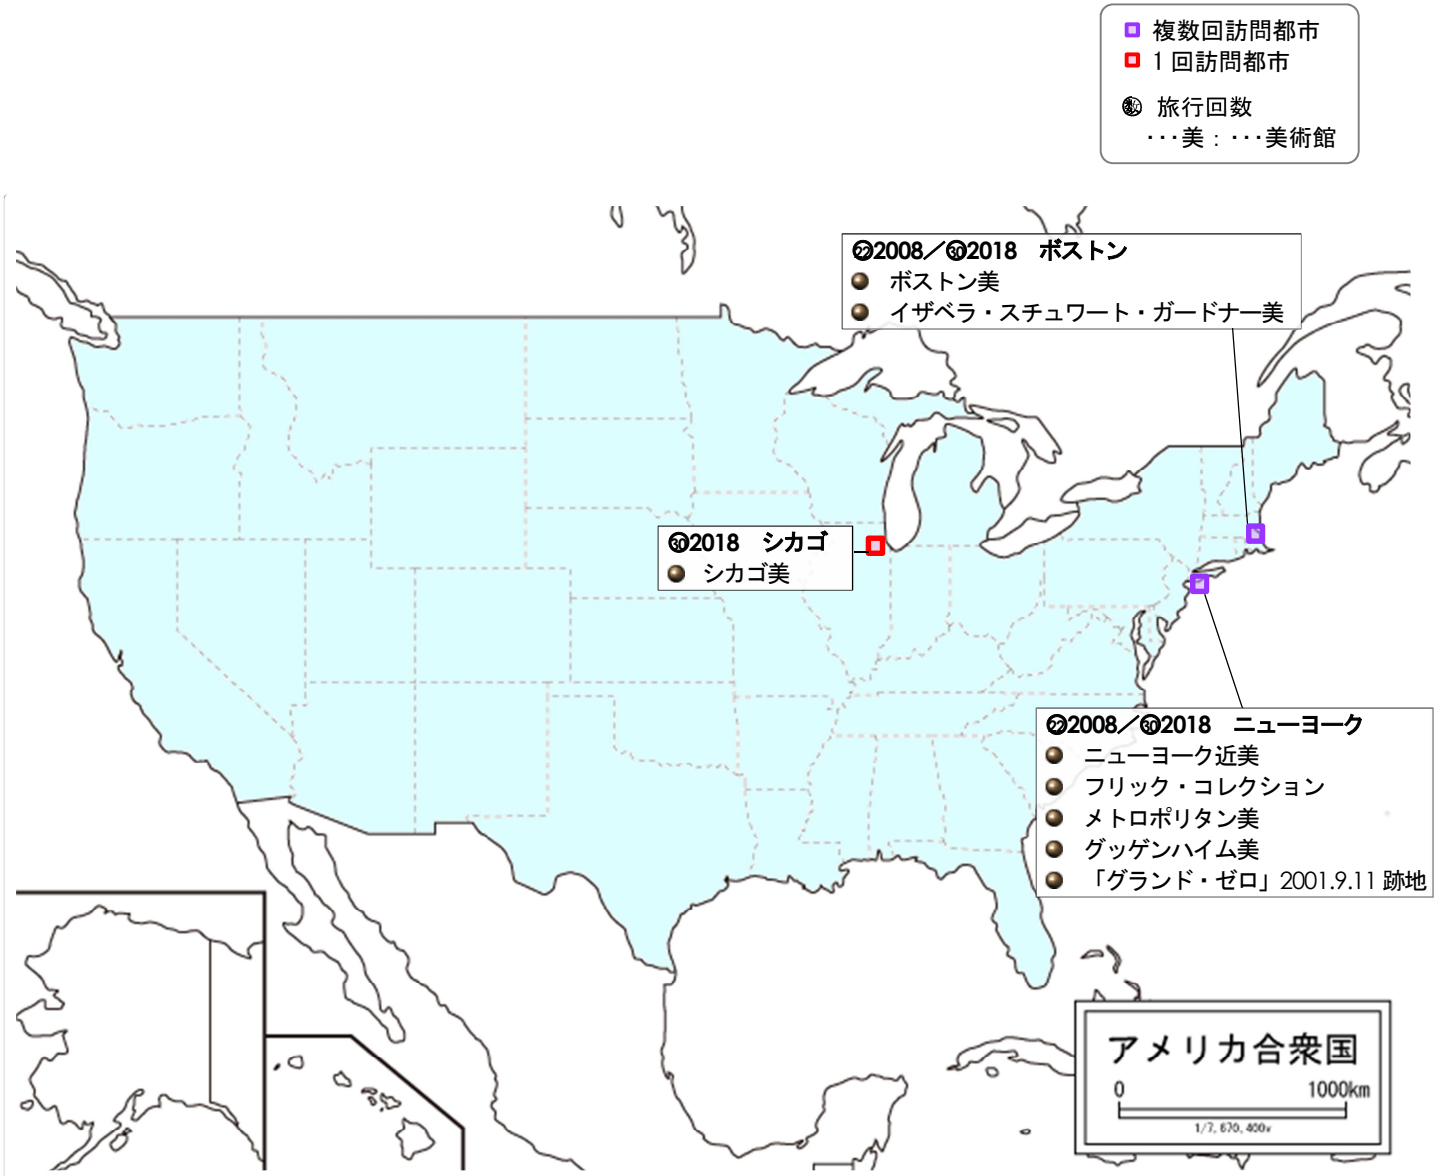 複数回訪問都市
1回訪問都市
旅行回数
･･･美：･･･美術館
㉒2008／㉚2018　ボストン
ボストン美
イザベラ・スチュワート・ガードナー美
㉚2018　シカゴ
シカゴ美
㉒2008／㉚2018　ニューヨーク
ニューヨーク近美
フリック・コレクション
メトロポリタン美
グッゲンハイム美
「グランド・ゼロ」2001.9.11 跡地
アメリカ合衆国
0 1000km